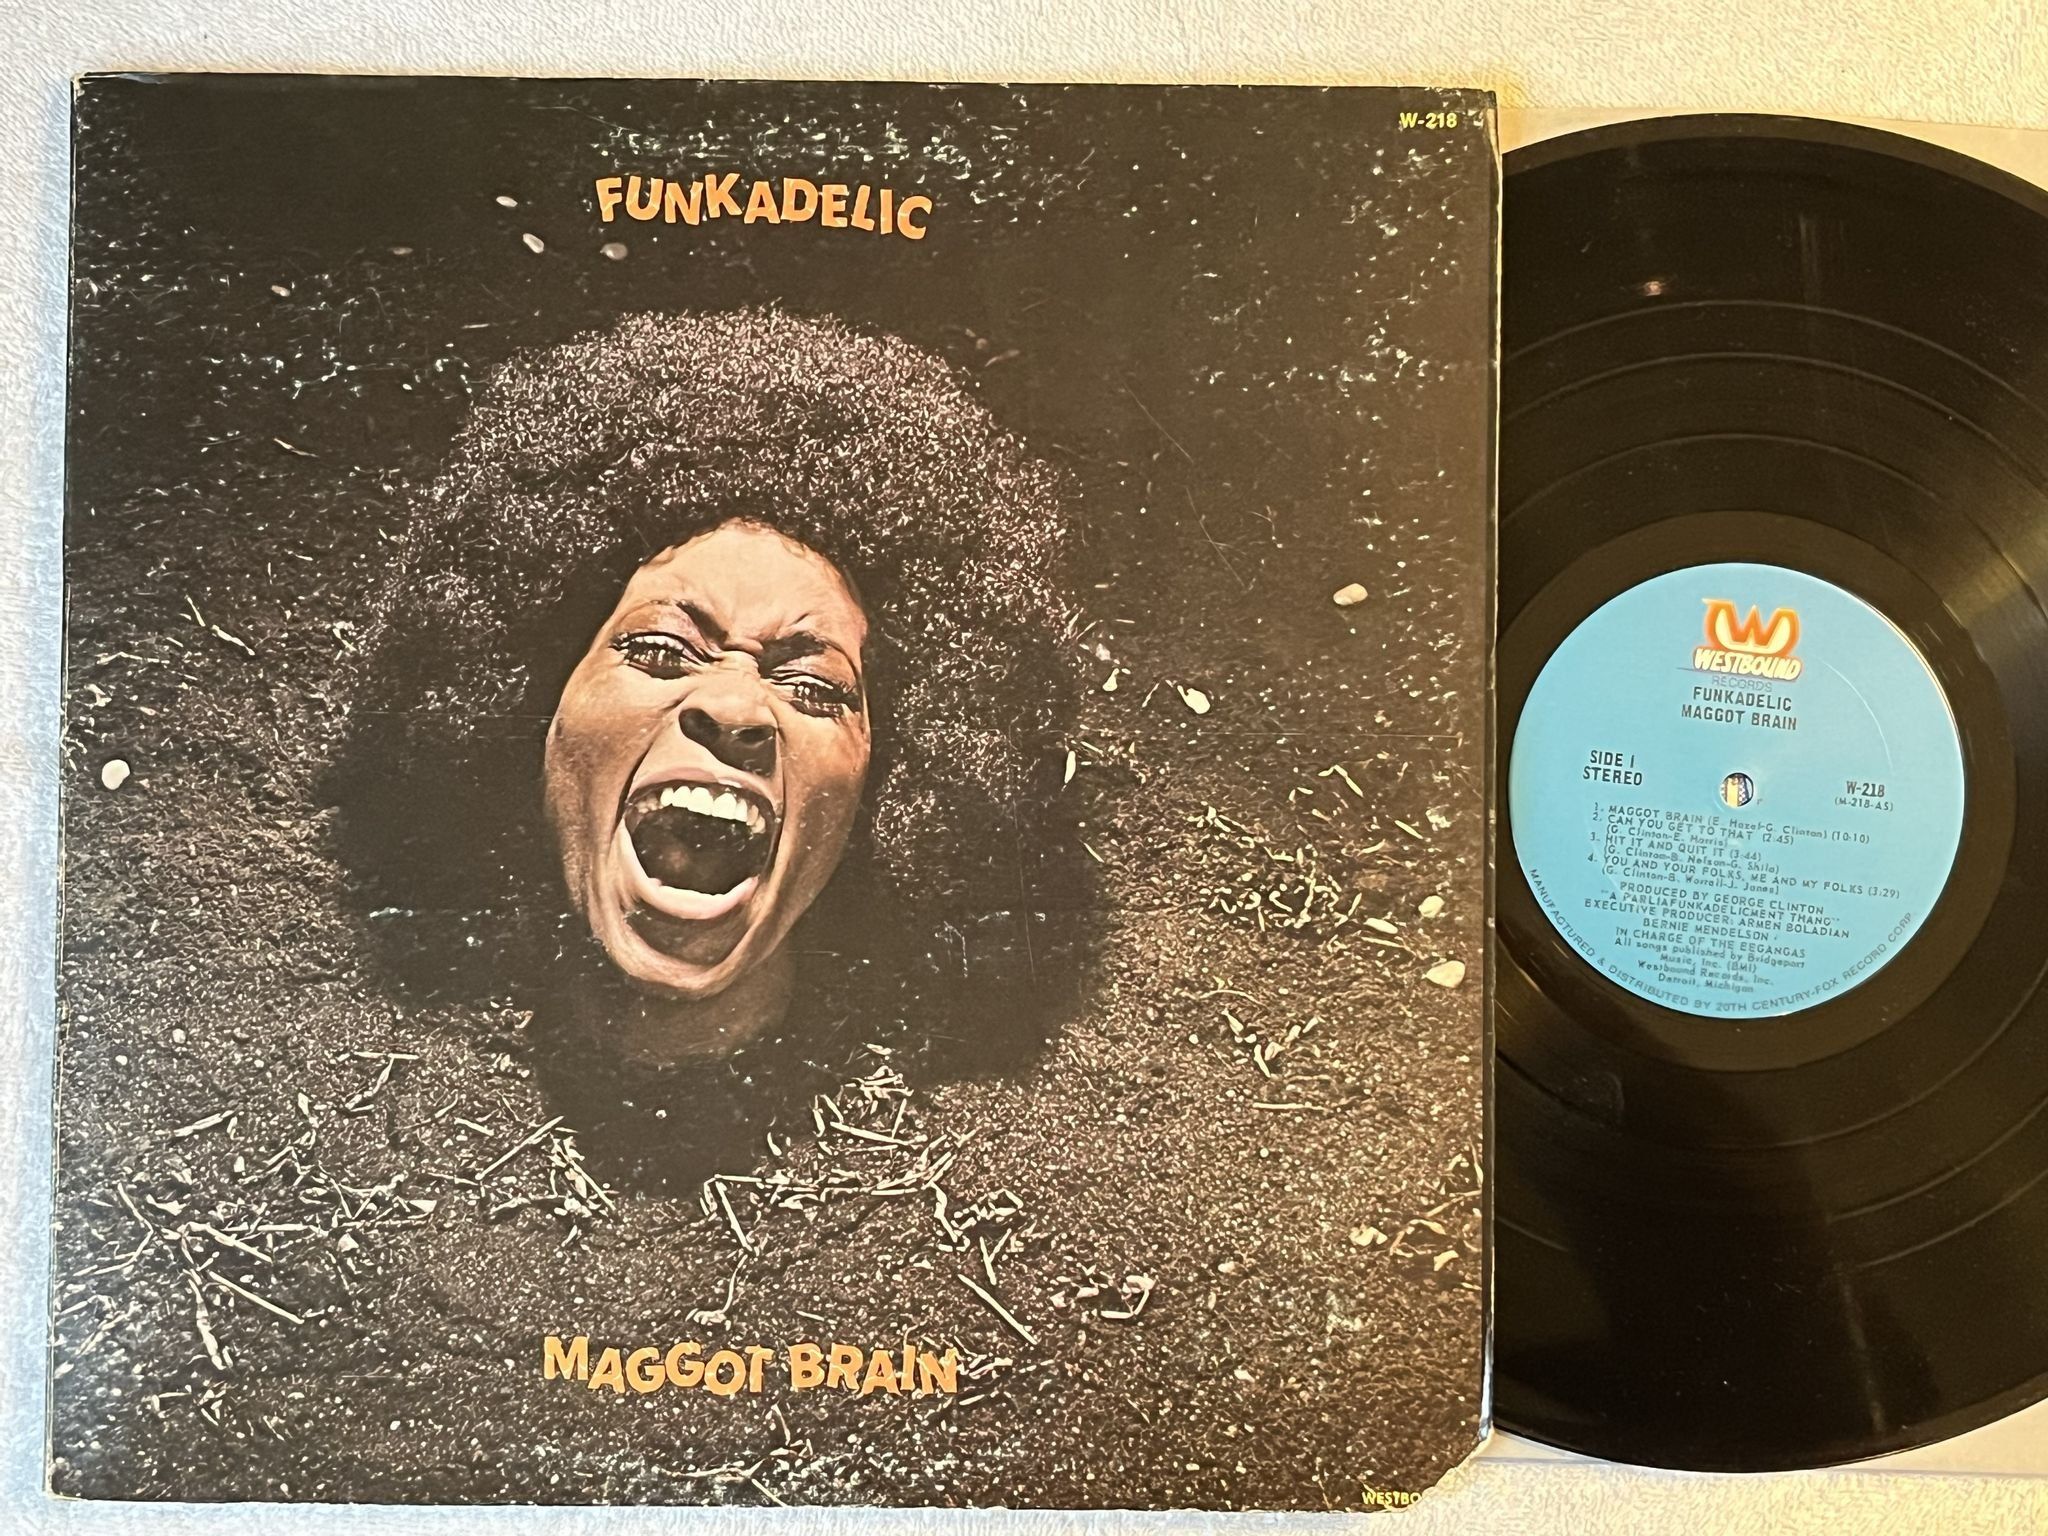 W-218
FUNKADELIC
MAGGOT BRAIN
WESTBO
W
WESTBOUND
RECORDS
FUNKADELIC
MAGGOT BRAIN
SIDE 1
STEREO
W-218
(M-218-AS)
1. MAGGOT BRAIN (E. Hazel-G. Clinton) (10:10)
2. CAN YOU GET TO THAT (2:45)
(G. Clinton-E. Harris)
3. HIT IT AND QUIT IT (3:44)
(G. Clinton-B. Nelson-G. Shila)
4. YOU AND YOUR FOLKS, ME AND MY FOLKS (3:29)
(G. Clinton-B. Worrell-J. Jones)
PRODUCED BY GEORGE CLINTON
"A PARLIAFUNKADELICMENT THANG"
EXECUTIVE PRODUCER: ARMEN BOLADIAN
BERNIE MENDELSON:
IN CHARGE OF THE EEGANGAS
All songs published by Bridgeport
Music, Inc. (BMI)
Westbound Records, Inc.
Detroit, Michigan
MANUFACTURED & DISTRIBUTED BY 20TH CENTURY-FOX RECORD CORP.